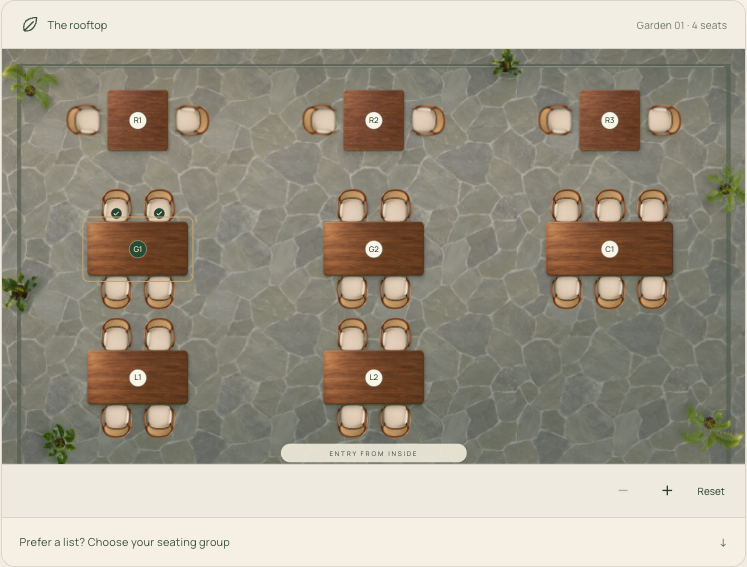 The rooftop
Garden 01 · 4 seats
R1
R2
R3
G1
G2
C1
L1
L2
ENTRY FROM INSIDE
Reset
Prefer a list? Choose your seating group